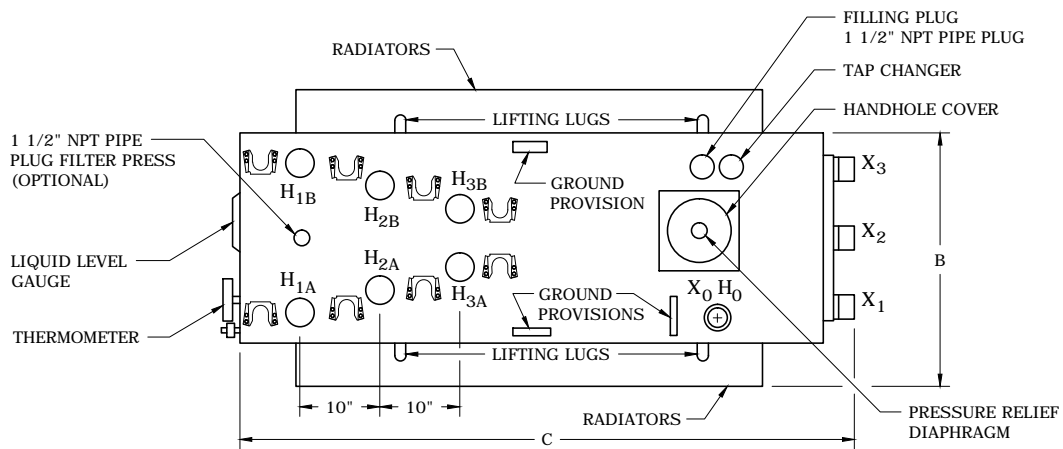 FILLING PLUG
1 1/2" NPT PIPE PLUG
RADIATORS
TAP CHANGER
HANDHOLE COVER
LIFTING LUGS
1 1/2" NPT PIPE
PLUG FILTER PRESS
(OPTIONAL)
X3
H1B
H2B
H3B
GROUND
PROVISION
X2
LIQUID LEVEL
GAUGE
B
H1A
H2A
H3A
GROUND
PROVISIONS
X0 H0
X1
THERMOMETER
LIFTING LUGS
10"
10"
RADIATORS
PRESSURE RELIEF
DIAPHRAGM
C